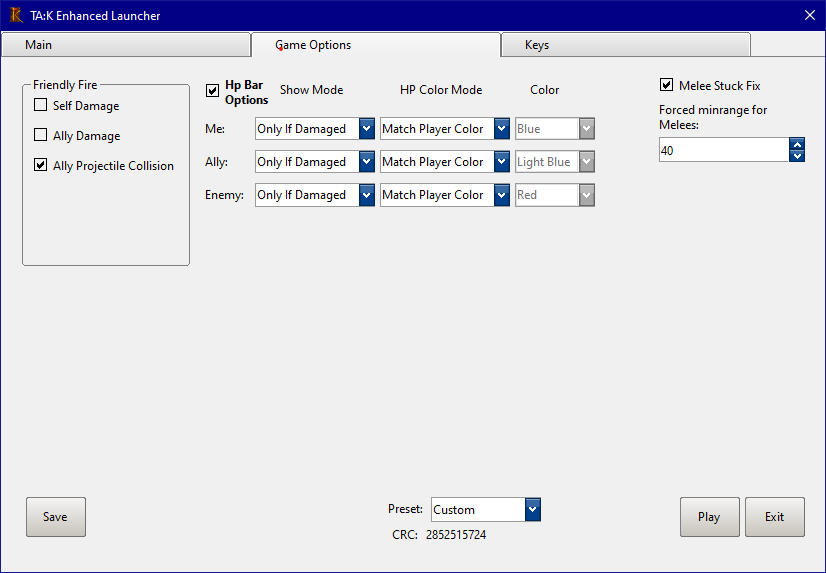 TA:K Enhanced Launcher
Main
Game Options
Keys
Friendly Fire
Self Damage
Ally Damage
Ally Projectile Collision
Hp Bar
Options
Show Mode
HP Color Mode
Color
Me:
Only If Damaged
Match Player Color
Blue
Ally:
Only If Damaged
Match Player Color
Light Blue
Enemy:
Only If Damaged
Match Player Color
Red
Melee Stuck Fix
Forced minrange for
Melees:
40
Save
Preset:
Custom
CRC:
2852515724
Play
Exit